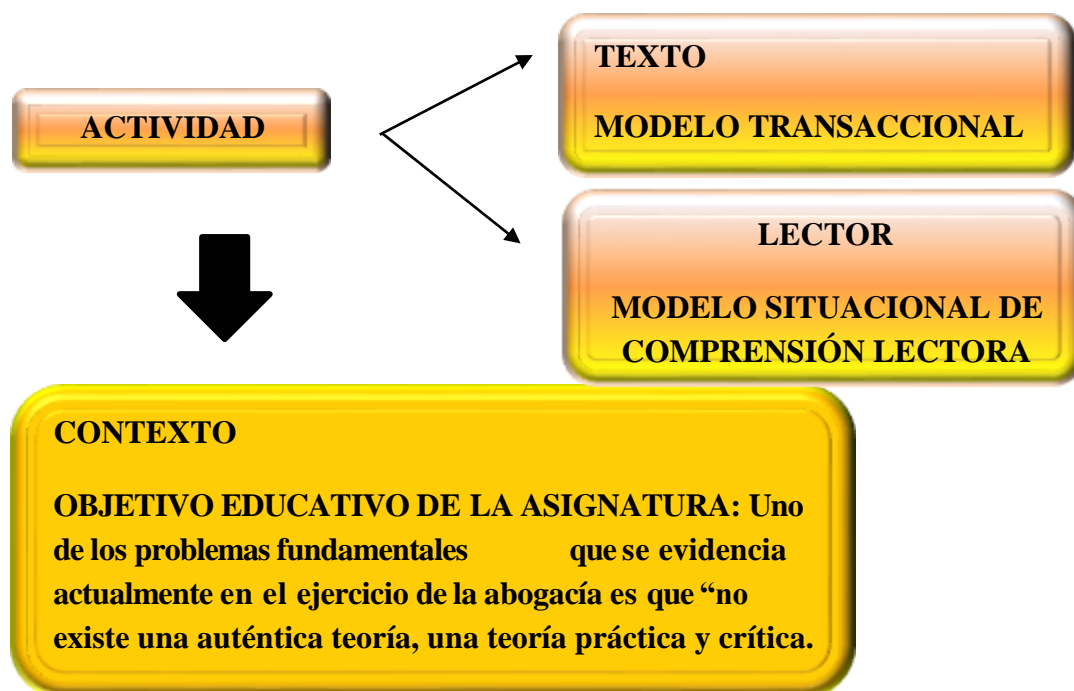 ACTIVIDAD
TEXTO
MODELO TRANSACCIONAL
LECTOR
MODELO SITUACIONAL DE
COMPRENSIÓN LECTORA
CONTEXTO
OBJETIVO EDUCATIVO DE LA ASIGNATURA: Uno
de los problemas fundamentales que se evidencia
actualmente en el ejercicio de la abogacía es que “no
existe una auténtica teoría, una teoría práctica y crítica.